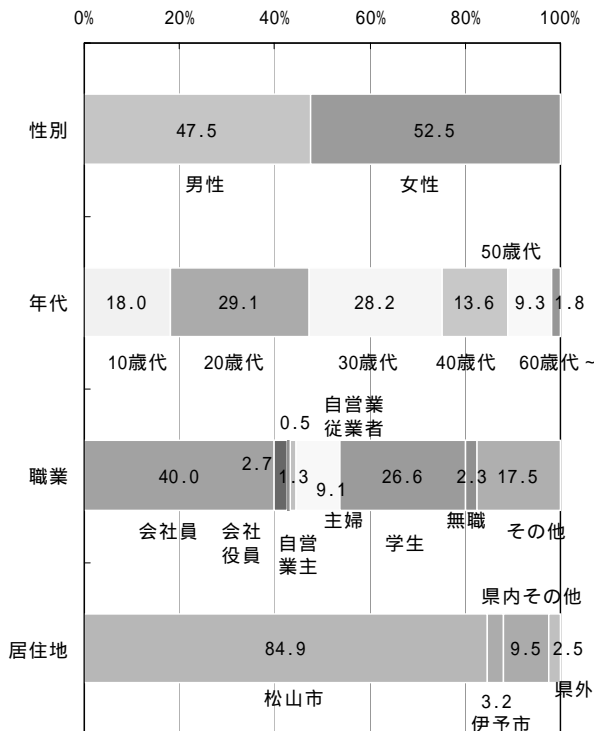 0% 20% 40% 60% 80% 100%
性別
47.5 52.5
男性 女性
50歳代
年代
18.0 29.1 28.2 13.6 9.3 1.8
10歳代 20歳代 30歳代 40歳代 60歳代 ~
自営業
従業者
0.5
職業
40.0 2.7 1.3 9.1 26.6 2.3 17.5
会社員 会社
役員
自営
業主
主婦 学生 無職 その他
県内その他
居住地
84.9 9.5 2.5
松山市 3.2 県外
伊予市